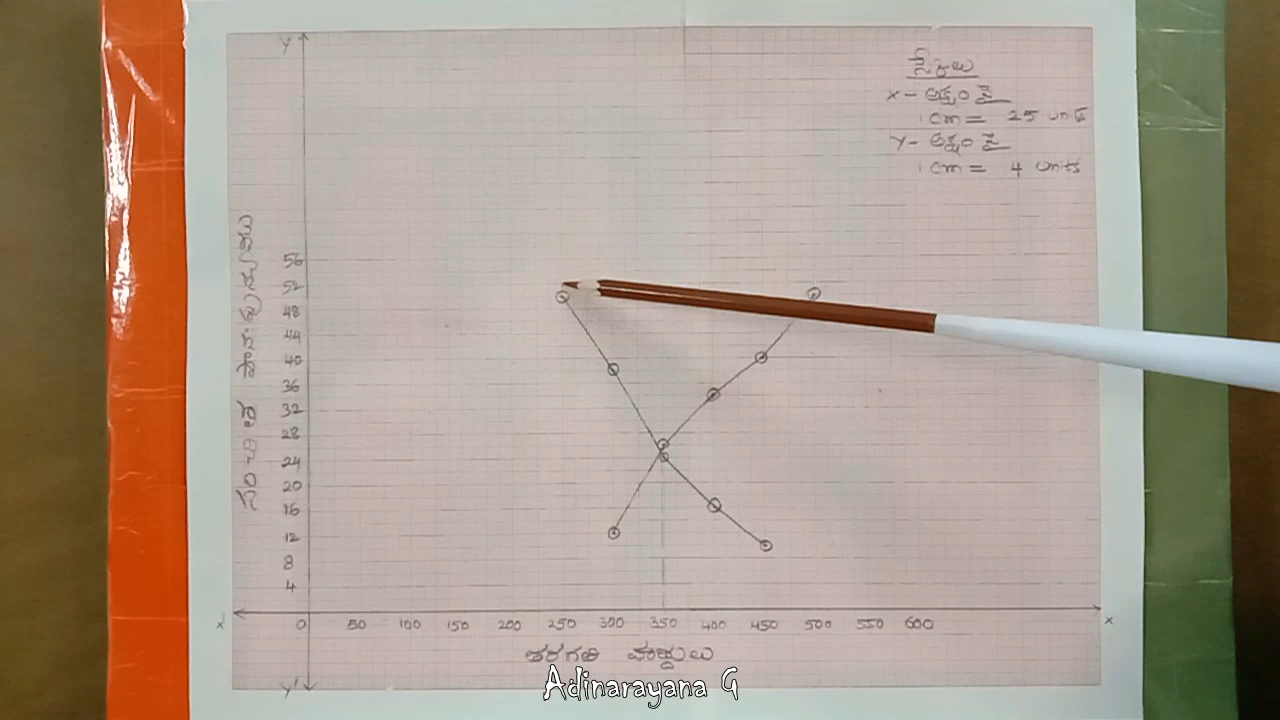 Y
స్కేలు
X- అక్షం పై
1 cm = 25 units
Y- అక్షం పై
1 cm = 4 units
సంచిత పౌనఃపున్యాలు
56
52
48
44
40
36
32
28
24
20
16
12
8
4
X' 0 50 100 150 200 250 300 350 400 450 500 550 600 X
తరగతి హద్దులు
Y'
Adinarayana G